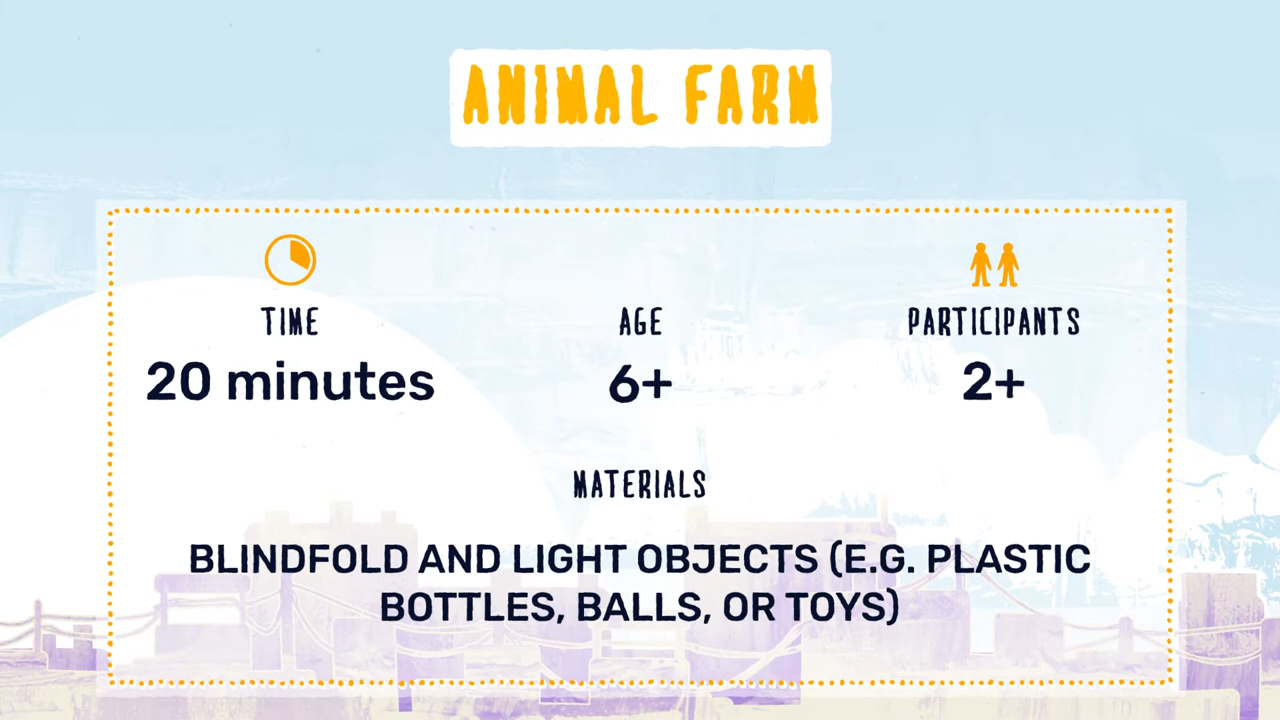 ANIMAL FARM
TIME
20 minutes
AGE
6+
PARTICIPANTS
2+
MATERIALS
BLINDFOLD AND LIGHT OBJECTS (E.G. PLASTIC
BOTTLES, BALLS, OR TOYS)